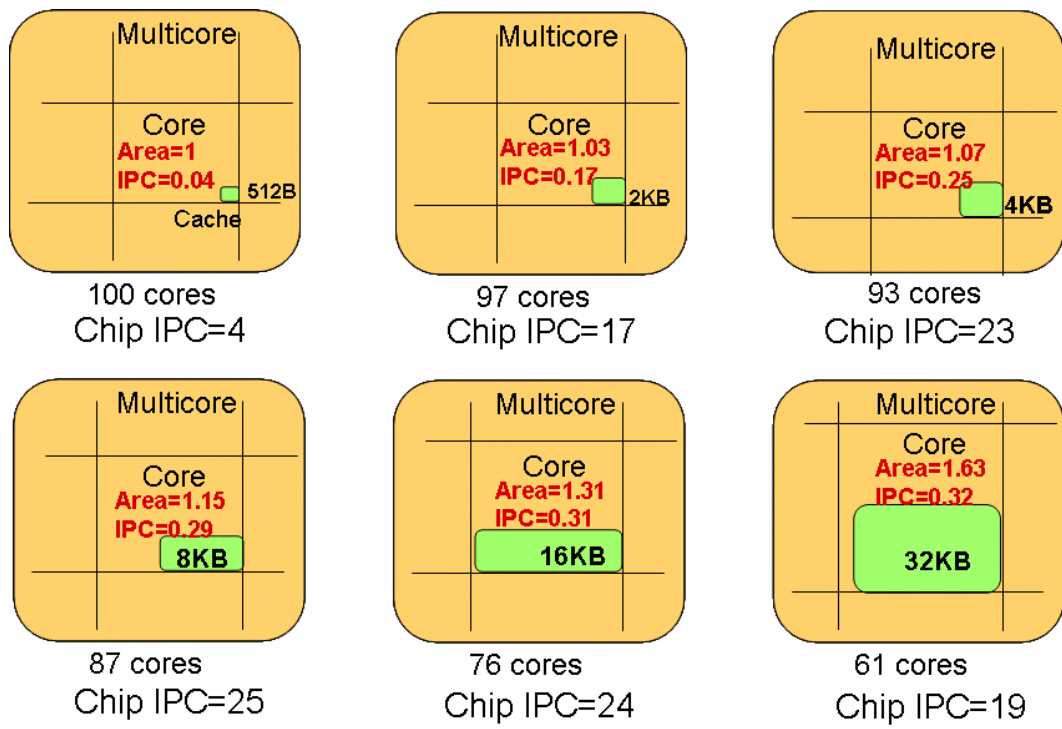 Multicore
Core
Area=1
IPC=0.04
512B
Cache
100 cores
Chip IPC=4
Multicore
Core
Area=1.03
IPC=0.17
2KB
97 cores
Chip IPC=17
Multicore
Core
Area=1.07
IPC=0.25
4KB
93 cores
Chip IPC=23
Multicore
Core
Area=1.15
IPC=0.29
8KB
87 cores
Chip IPC=25
Multicore
Core
Area=1.31
IPC=0.31
16KB
76 cores
Chip IPC=24
Multicore
Core
Area=1.63
IPC=0.32
32KB
61 cores
Chip IPC=19